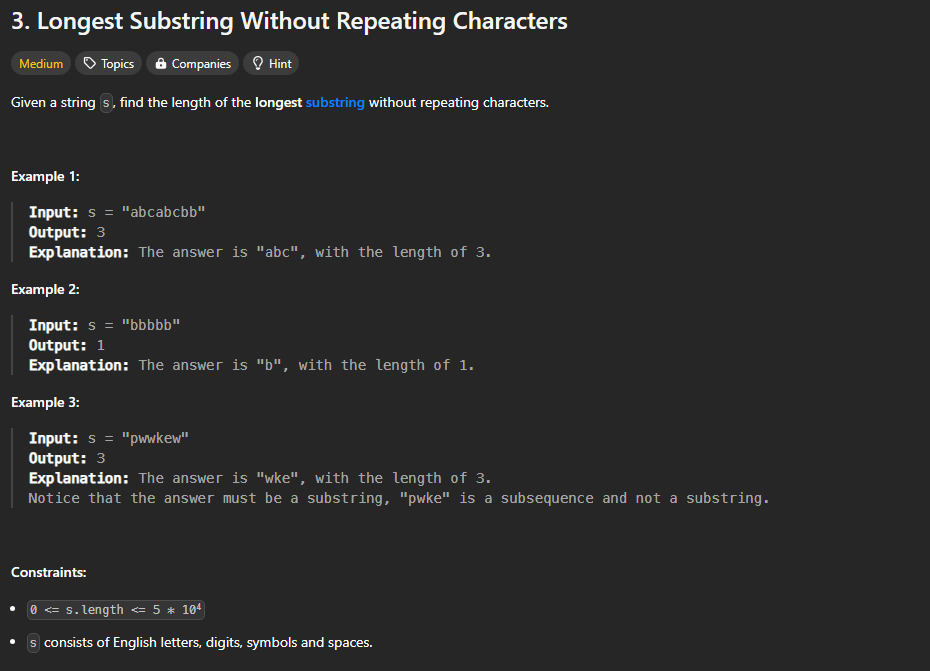 3. Longest Substring Without Repeating Characters
Medium Topics Companies Hint
Given a string s, find the length of the longest substring without repeating characters.
Example 1:
Input: s = "abcabcbb"
Output: 3
Explanation: The answer is "abc", with the length of 3.
Example 2:
Input: s = "bbbbb"
Output: 1
Explanation: The answer is "b", with the length of 1.
Example 3:
Input: s = "pwwkew"
Output: 3
Explanation: The answer is "wke", with the length of 3.
Notice that the answer must be a substring, "pwke" is a subsequence and not a substring.
Constraints:
• 0 <= s.length <= 5 * 10⁴
• s consists of English letters, digits, symbols and spaces.